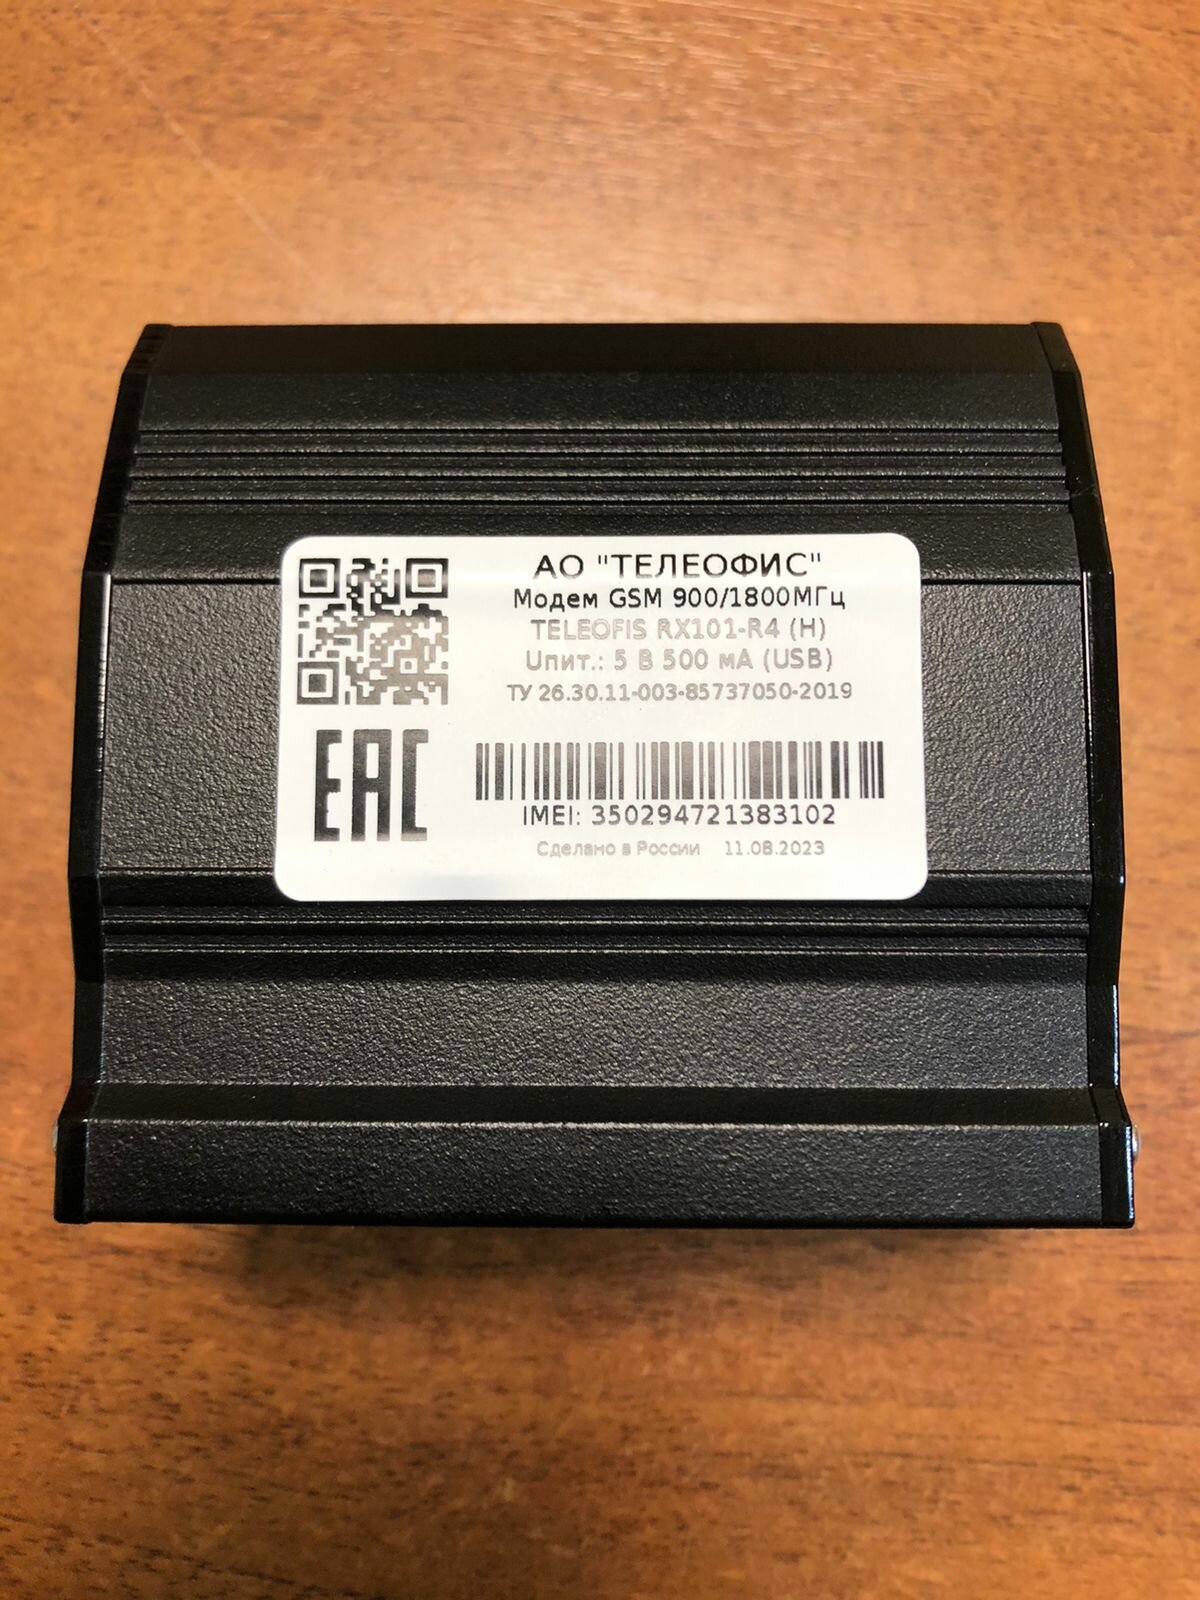 АО "ТЕЛЕОФИС"
Модем GSM 900/1800МГц
TELEOFIS RX101-R4 (H)
Uпит.: 5 В 500 мА (USB)
ТУ 26.30.11-003-85737050-2019
EAC
IMEI: 350294721383102
Сделано в России 11.08.2023